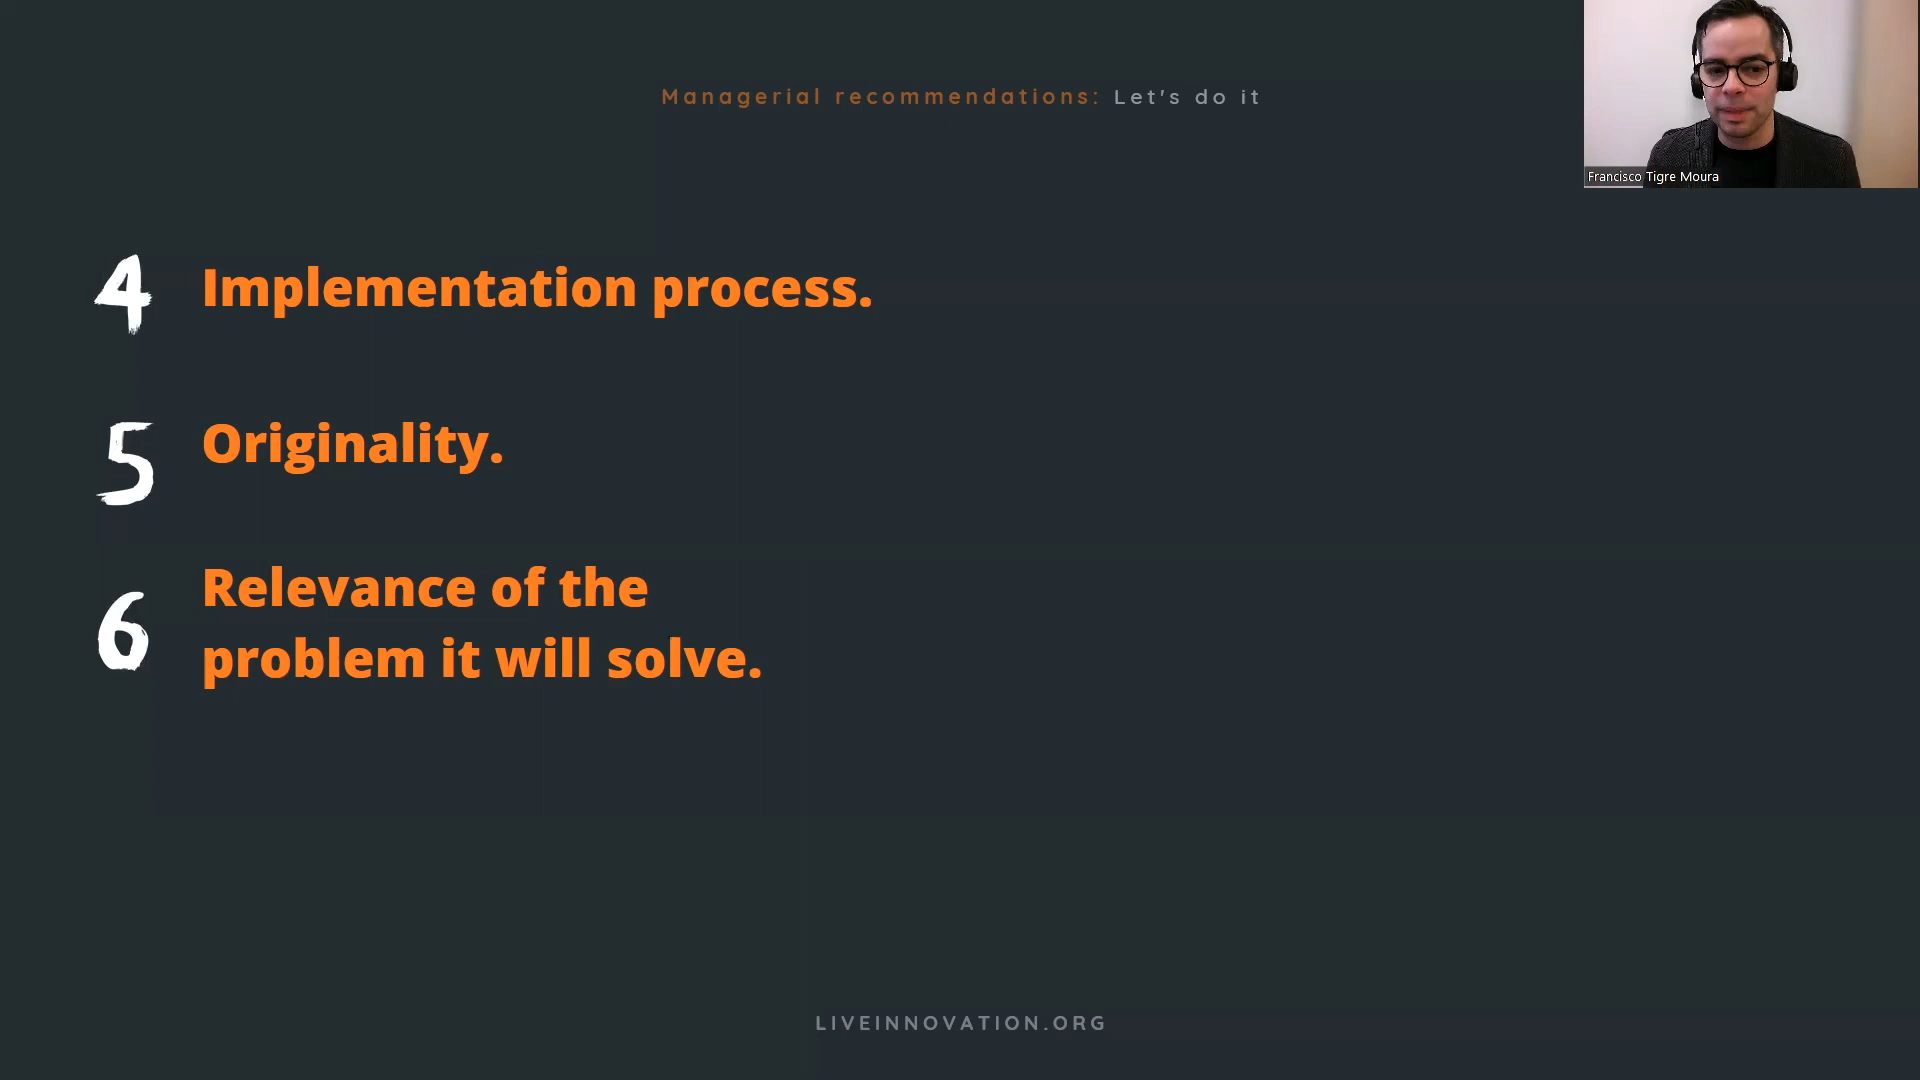 Managerial recommendations: Let's do it
Francisco Tigre Moura
4 Implementation process.
5 Originality.
6 Relevance of the
problem it will solve.
LIVEINNOVATION.ORG